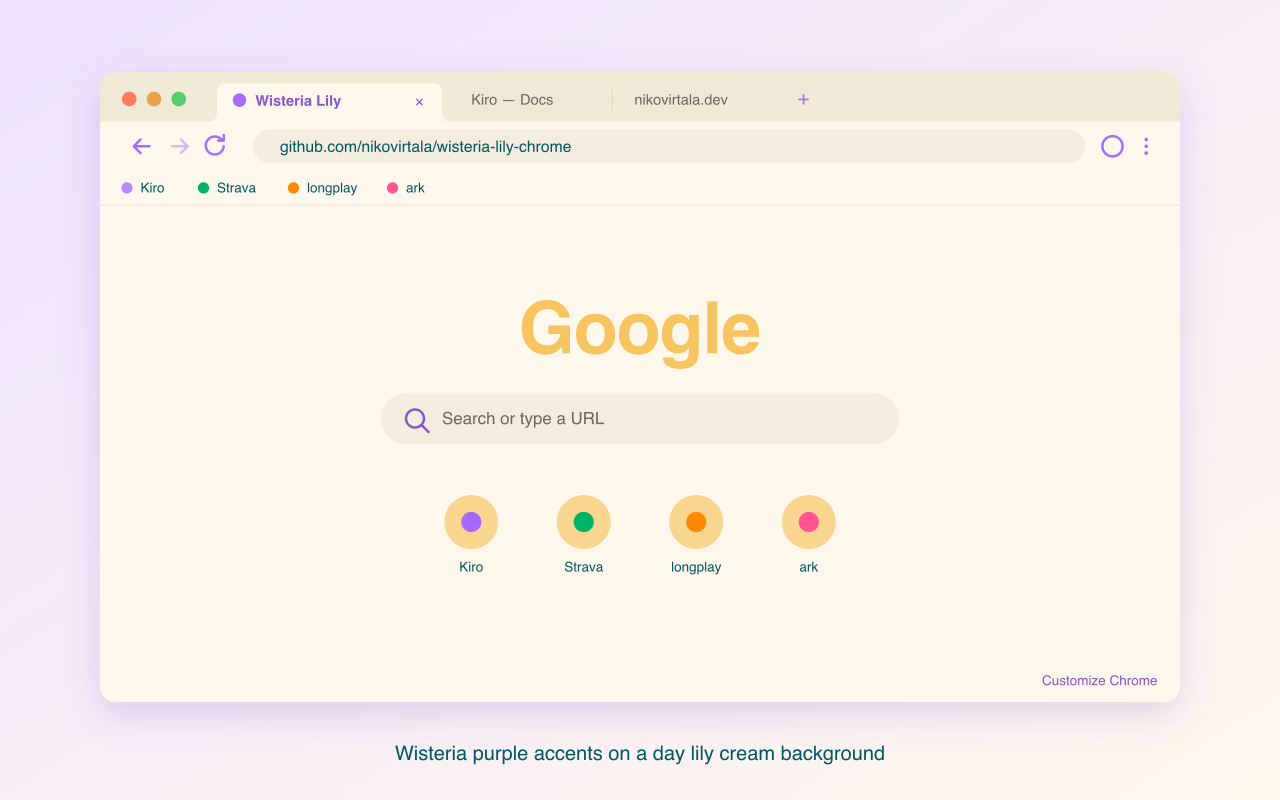 Wisteria Lily × Kiro — Docs nikovirtala.dev +
github.com/nikovirtala/wisteria-lily-chrome
Kiro Strava longplay ark
Google
Search or type a URL
Kiro Strava longplay ark
Customize Chrome
Wisteria purple accents on a day lily cream background